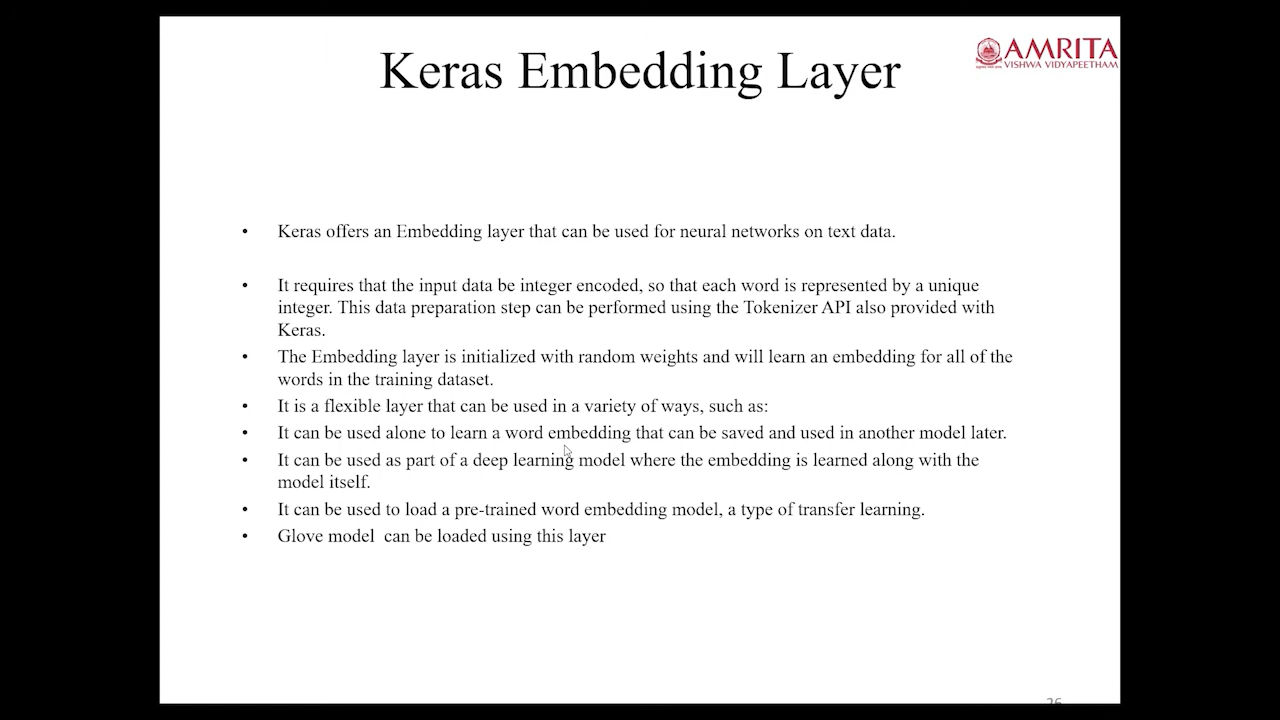 Keras Embedding Layer
AMRITA
VISHWA VIDYAPEETHAM
• Keras offers an Embedding layer that can be used for neural networks on text data.
• It requires that the input data be integer encoded, so that each word is represented by a unique
integer. This data preparation step can be performed using the Tokenizer API also provided with
Keras.
• The Embedding layer is initialized with random weights and will learn an embedding for all of the
words in the training dataset.
• It is a flexible layer that can be used in a variety of ways, such as:
• It can be used alone to learn a word embedding that can be saved and used in another model later.
• It can be used as part of a deep learning model where the embedding is learned along with the
model itself.
• It can be used to load a pre-trained word embedding model, a type of transfer learning.
• Glove model  can be loaded using this layer
26